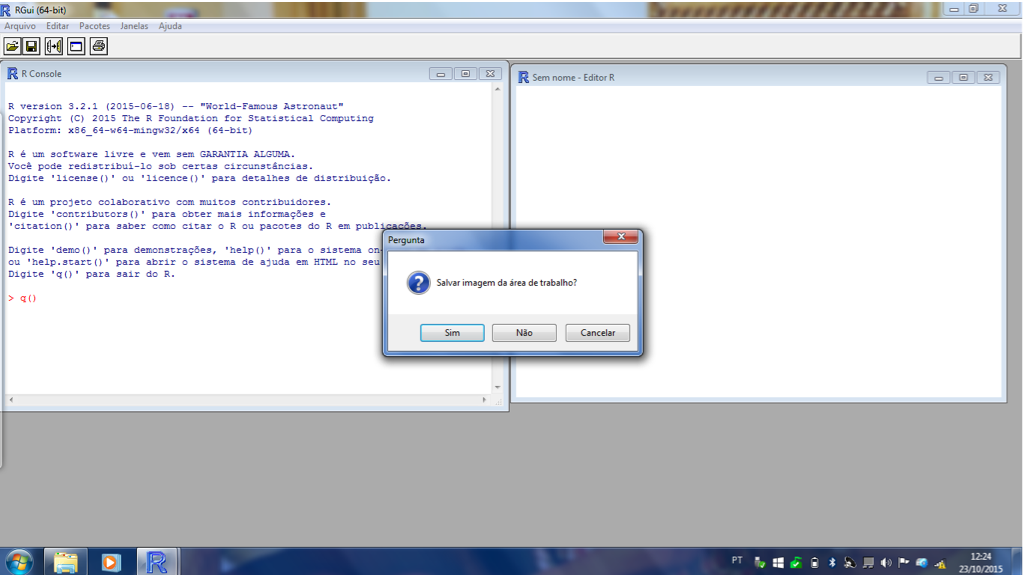 RGui (64-bit)
Arquivo Editar Pacotes Janelas Ajuda
R Console
R version 3.2.1 (2015-06-18) -- "World-Famous Astronaut"
Copyright (C) 2015 The R Foundation for Statistical Computing
Platform: x86_64-w64-mingw32/x64 (64-bit)
R é um software livre e vem sem GARANTIA ALGUMA.
Você pode redistribuí-lo sob certas circunstâncias.
Digite 'license()' ou 'licence()' para detalhes de distribuição.
R é um projeto colaborativo com muitos contribuidores.
Digite 'contributors()' para obter mais informações e
'citation()' para saber como citar o R ou pacotes do R em publicações.
Digite 'demo()' para demonstrações, 'help()' para o sistema on-
ou 'help.start()' para abrir o sistema de ajuda em HTML no seu
Digite 'q()' para sair do R.
> q()
Sem nome - Editor R
Pergunta
Salvar imagem da área de trabalho?
Sim Não Cancelar
PT
12:24
23/10/2015